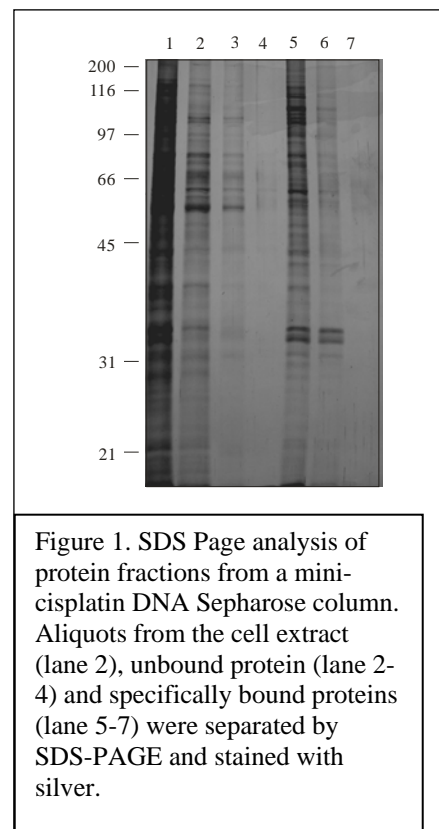 1 2 3 4 5 6 7
200
116
97
66
45
31
21
Figure 1. SDS Page analysis of
protein fractions from a mini-
cisplatin DNA Sepharose column.
Aliquots from the cell extract
(lane 2), unbound protein (lane 2-
4) and specifically bound proteins
(lane 5-7) were separated by
SDS-PAGE and stained with
silver.